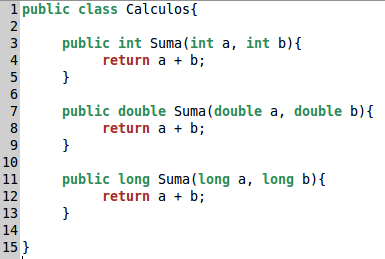 1 public class Calculos{
2
3     public int Suma(int a, int b){
4          return a + b;
5     }
6
7     public double Suma(double a, double b){
8          return a + b;
9     }
10
11     public long Suma(long a, long b){
12          return a + b;
13     }
14
15 }